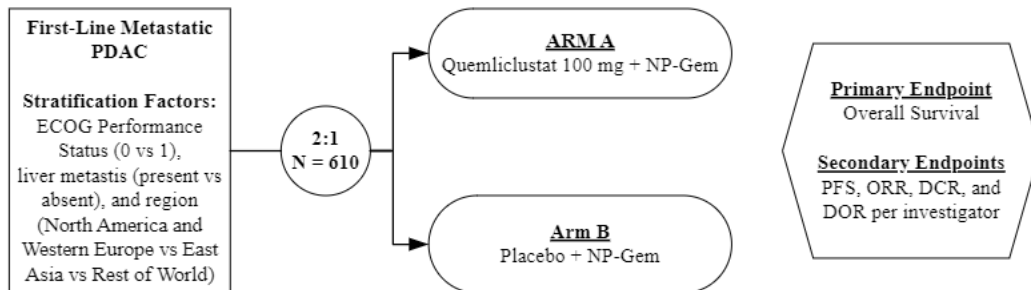 First-Line Metastatic
PDAC
Stratification Factors:
ECOG Performance
Status (0 vs 1),
liver metastis (present vs
absent), and region
(North America and
Western Europe vs East
Asia vs Rest of World)
2:1
N = 610
ARM A
Quemliclustat 100 mg + NP-Gem
Arm B
Placebo + NP-Gem
Primary Endpoint
Overall Survival
Secondary Endpoints
PFS, ORR, DCR, and
DOR per investigator